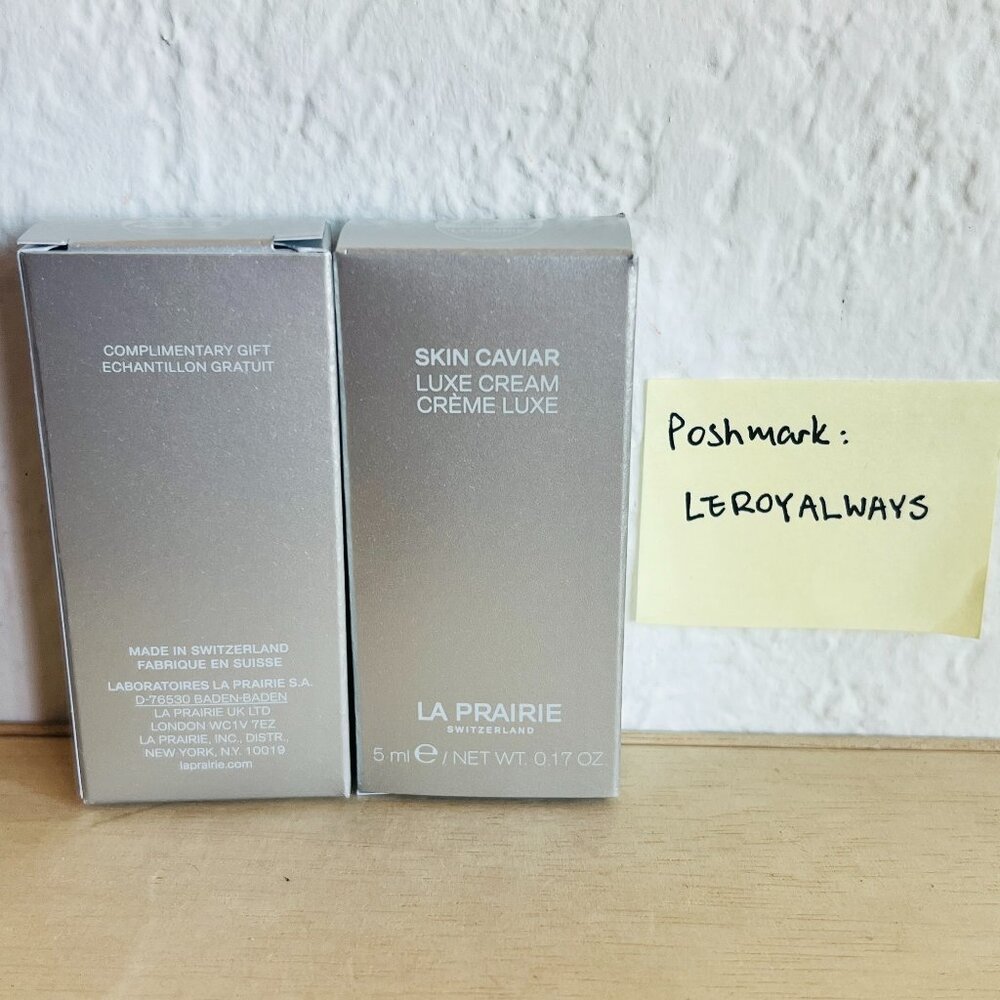 COMPLIMENTARY GIFT
ECHANTILLON GRATUIT
MADE IN SWITZERLAND
FABRIQUE EN SUISSE
LABORATOIRES LA PRAIRIE S.A.
D-76530 BADEN-BADEN
LA PRAIRIE UK LTD
LONDON WC1V 7EZ
LA PRAIRIE, INC., DISTR.,
NEW YORK, N.Y. 10019
laprairie.com
SKIN CAVIAR
LUXE CREAM
CRÈME LUXE
LA PRAIRIE
SWITZERLAND
5 ml e / NET WT. 0.17 OZ.
Poshmark:
LEROYALWAYS